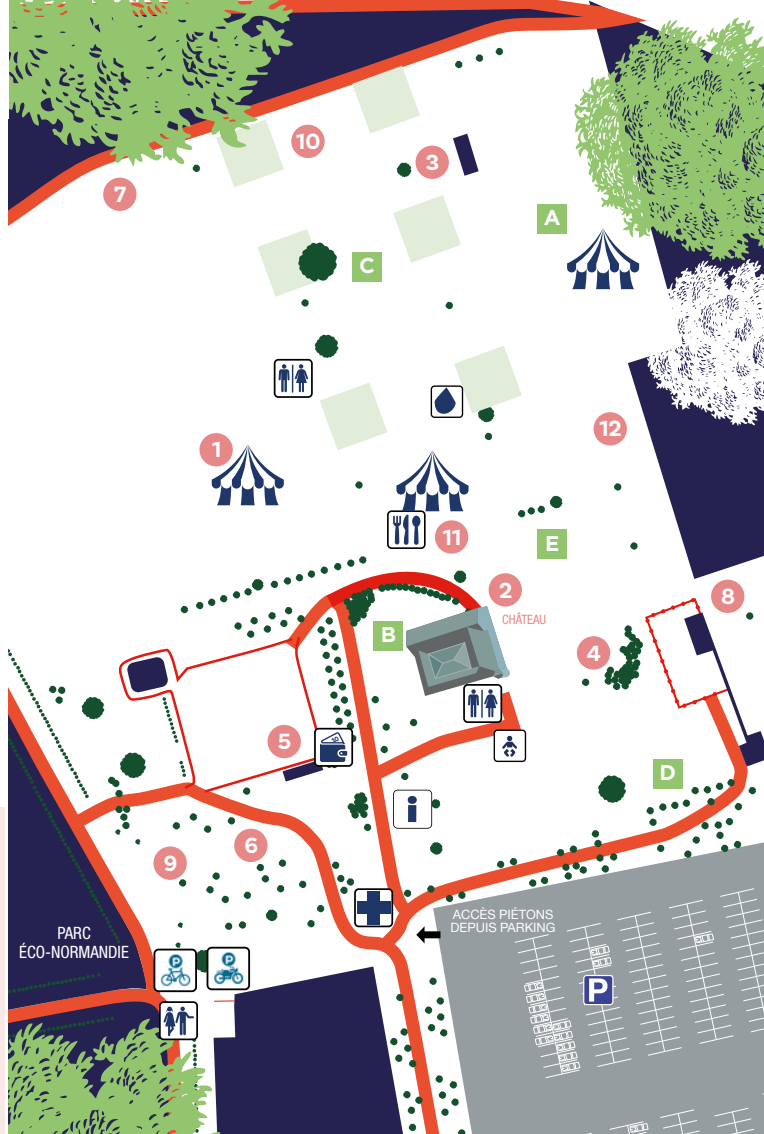 10
3
7
A
C
1
12
11
E
2
CHÂTEAU
8
B
4
5
D
6
9
PARC
ÉCO-NORMANDIE
ACCÈS PIÉTONS
DEPUIS PARKING
P
P
P